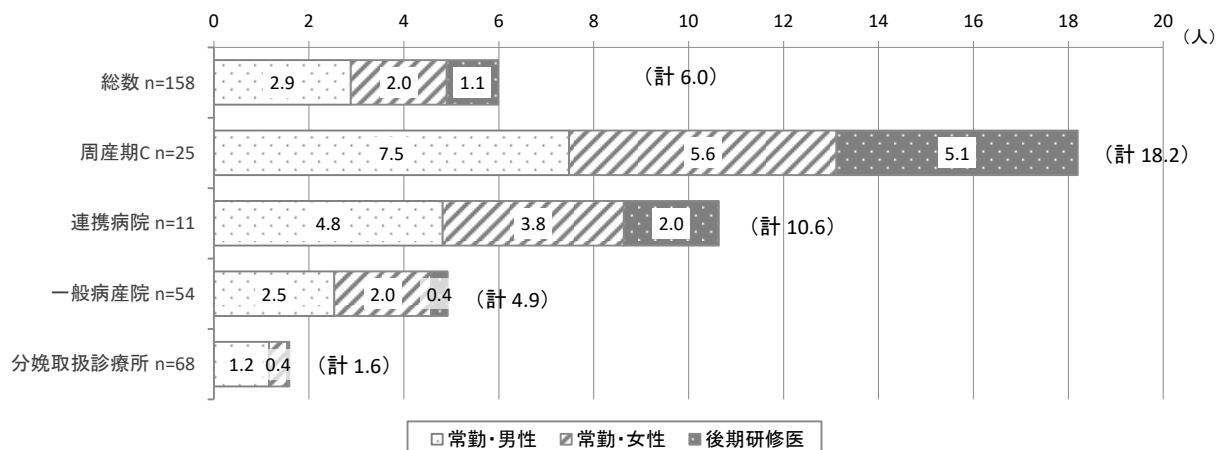 0 2 4 6 8 10 12 14 16 18 20
（人）
総数 n=158 2.9 2.0 1.1 （計 6.0）
周産期C n=25 7.5 5.6 5.1 （計 18.2）
連携病院 n=11 4.8 3.8 2.0 （計 10.6）
一般病産院 n=54 2.5 2.0 0.4 （計 4.9）
分娩取扱診療所 n=68 1.2 0.4 （計 1.6）
常勤・男性 常勤・女性 後期研修医